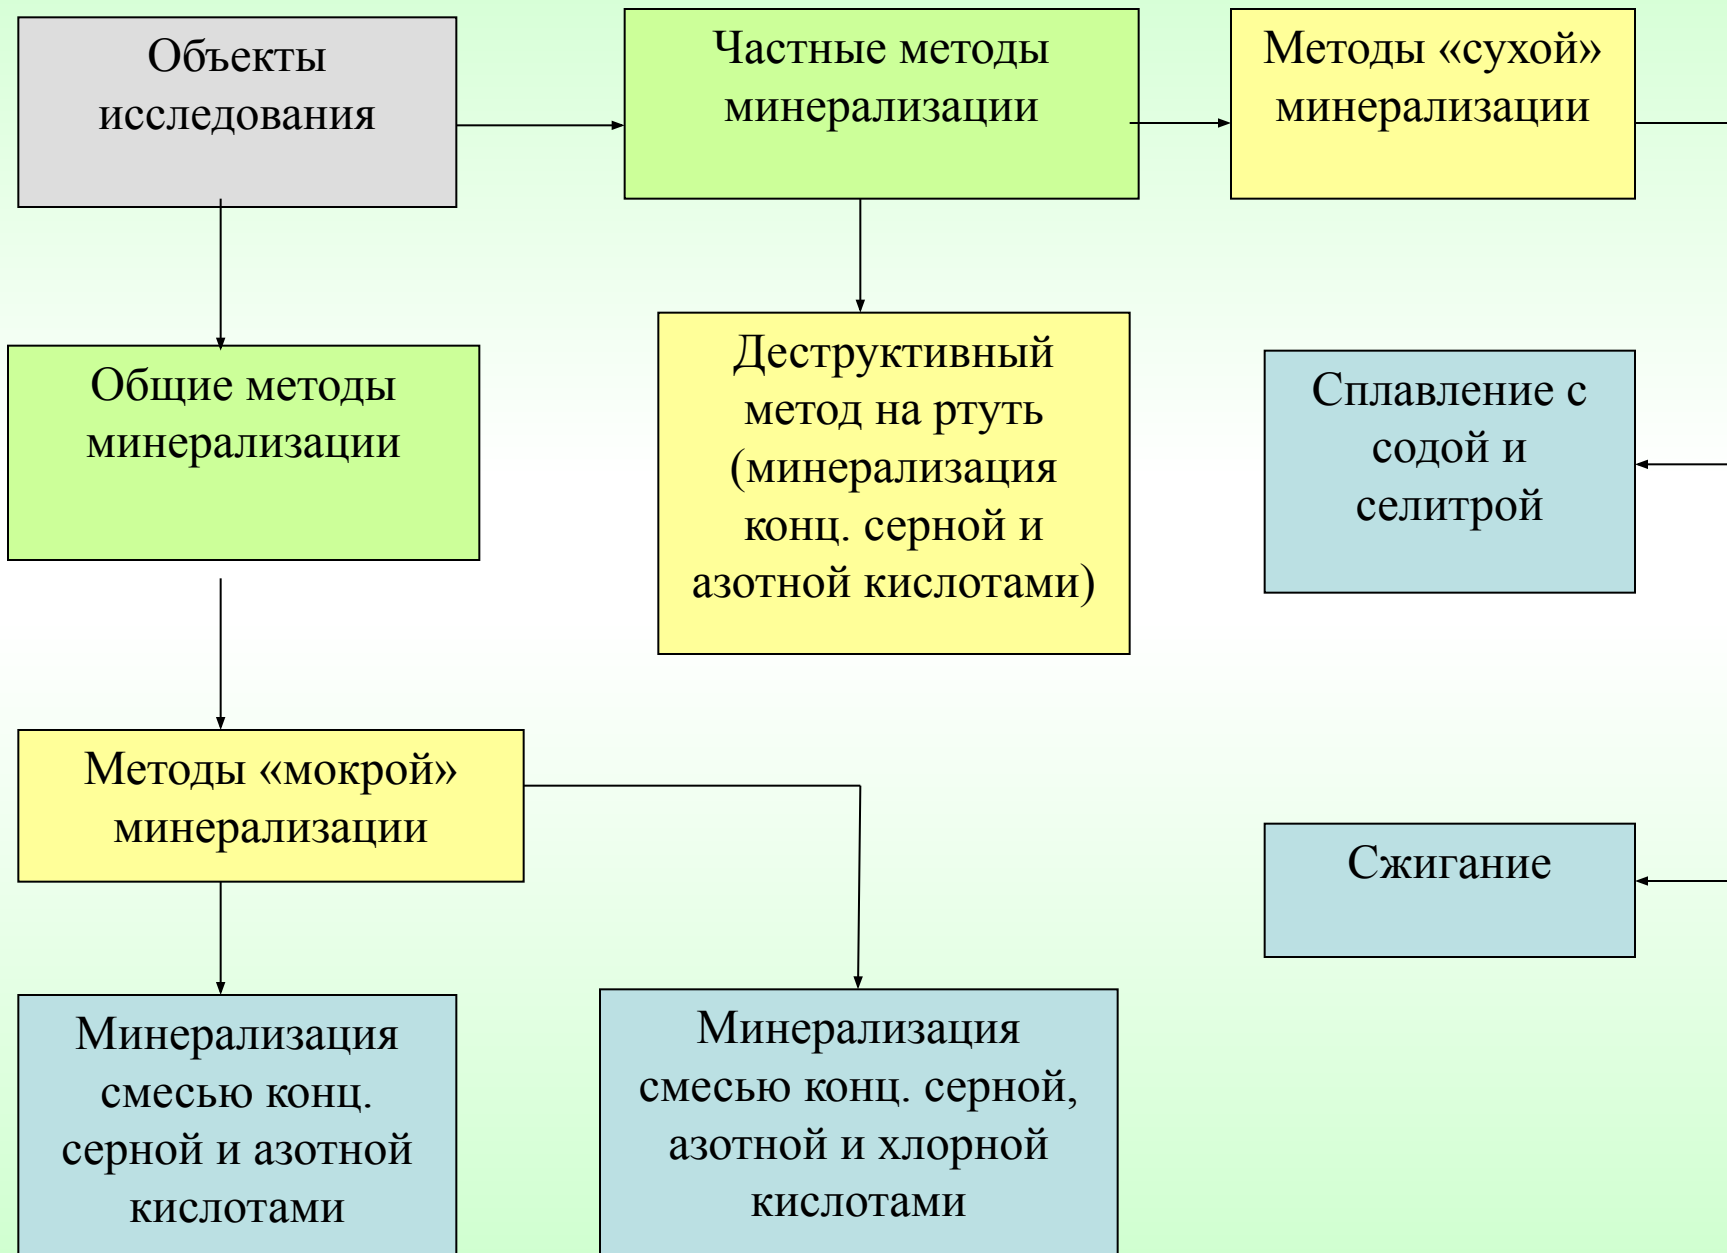 Объекты
исследования
Частные методы
минерализации
Методы «сухой»
минерализации
Общие методы
минерализации
Деструктивный
метод на ртуть
(минерализация
конц. серной и
азотной кислотами)
Сплавление с
содой и
селитрой
Методы «мокрой»
минерализации
Сжигание
Минерализация
смесью конц.
серной и азотной
кислотами
Минерализация
смесью конц. серной,
азотной и хлорной
кислотами